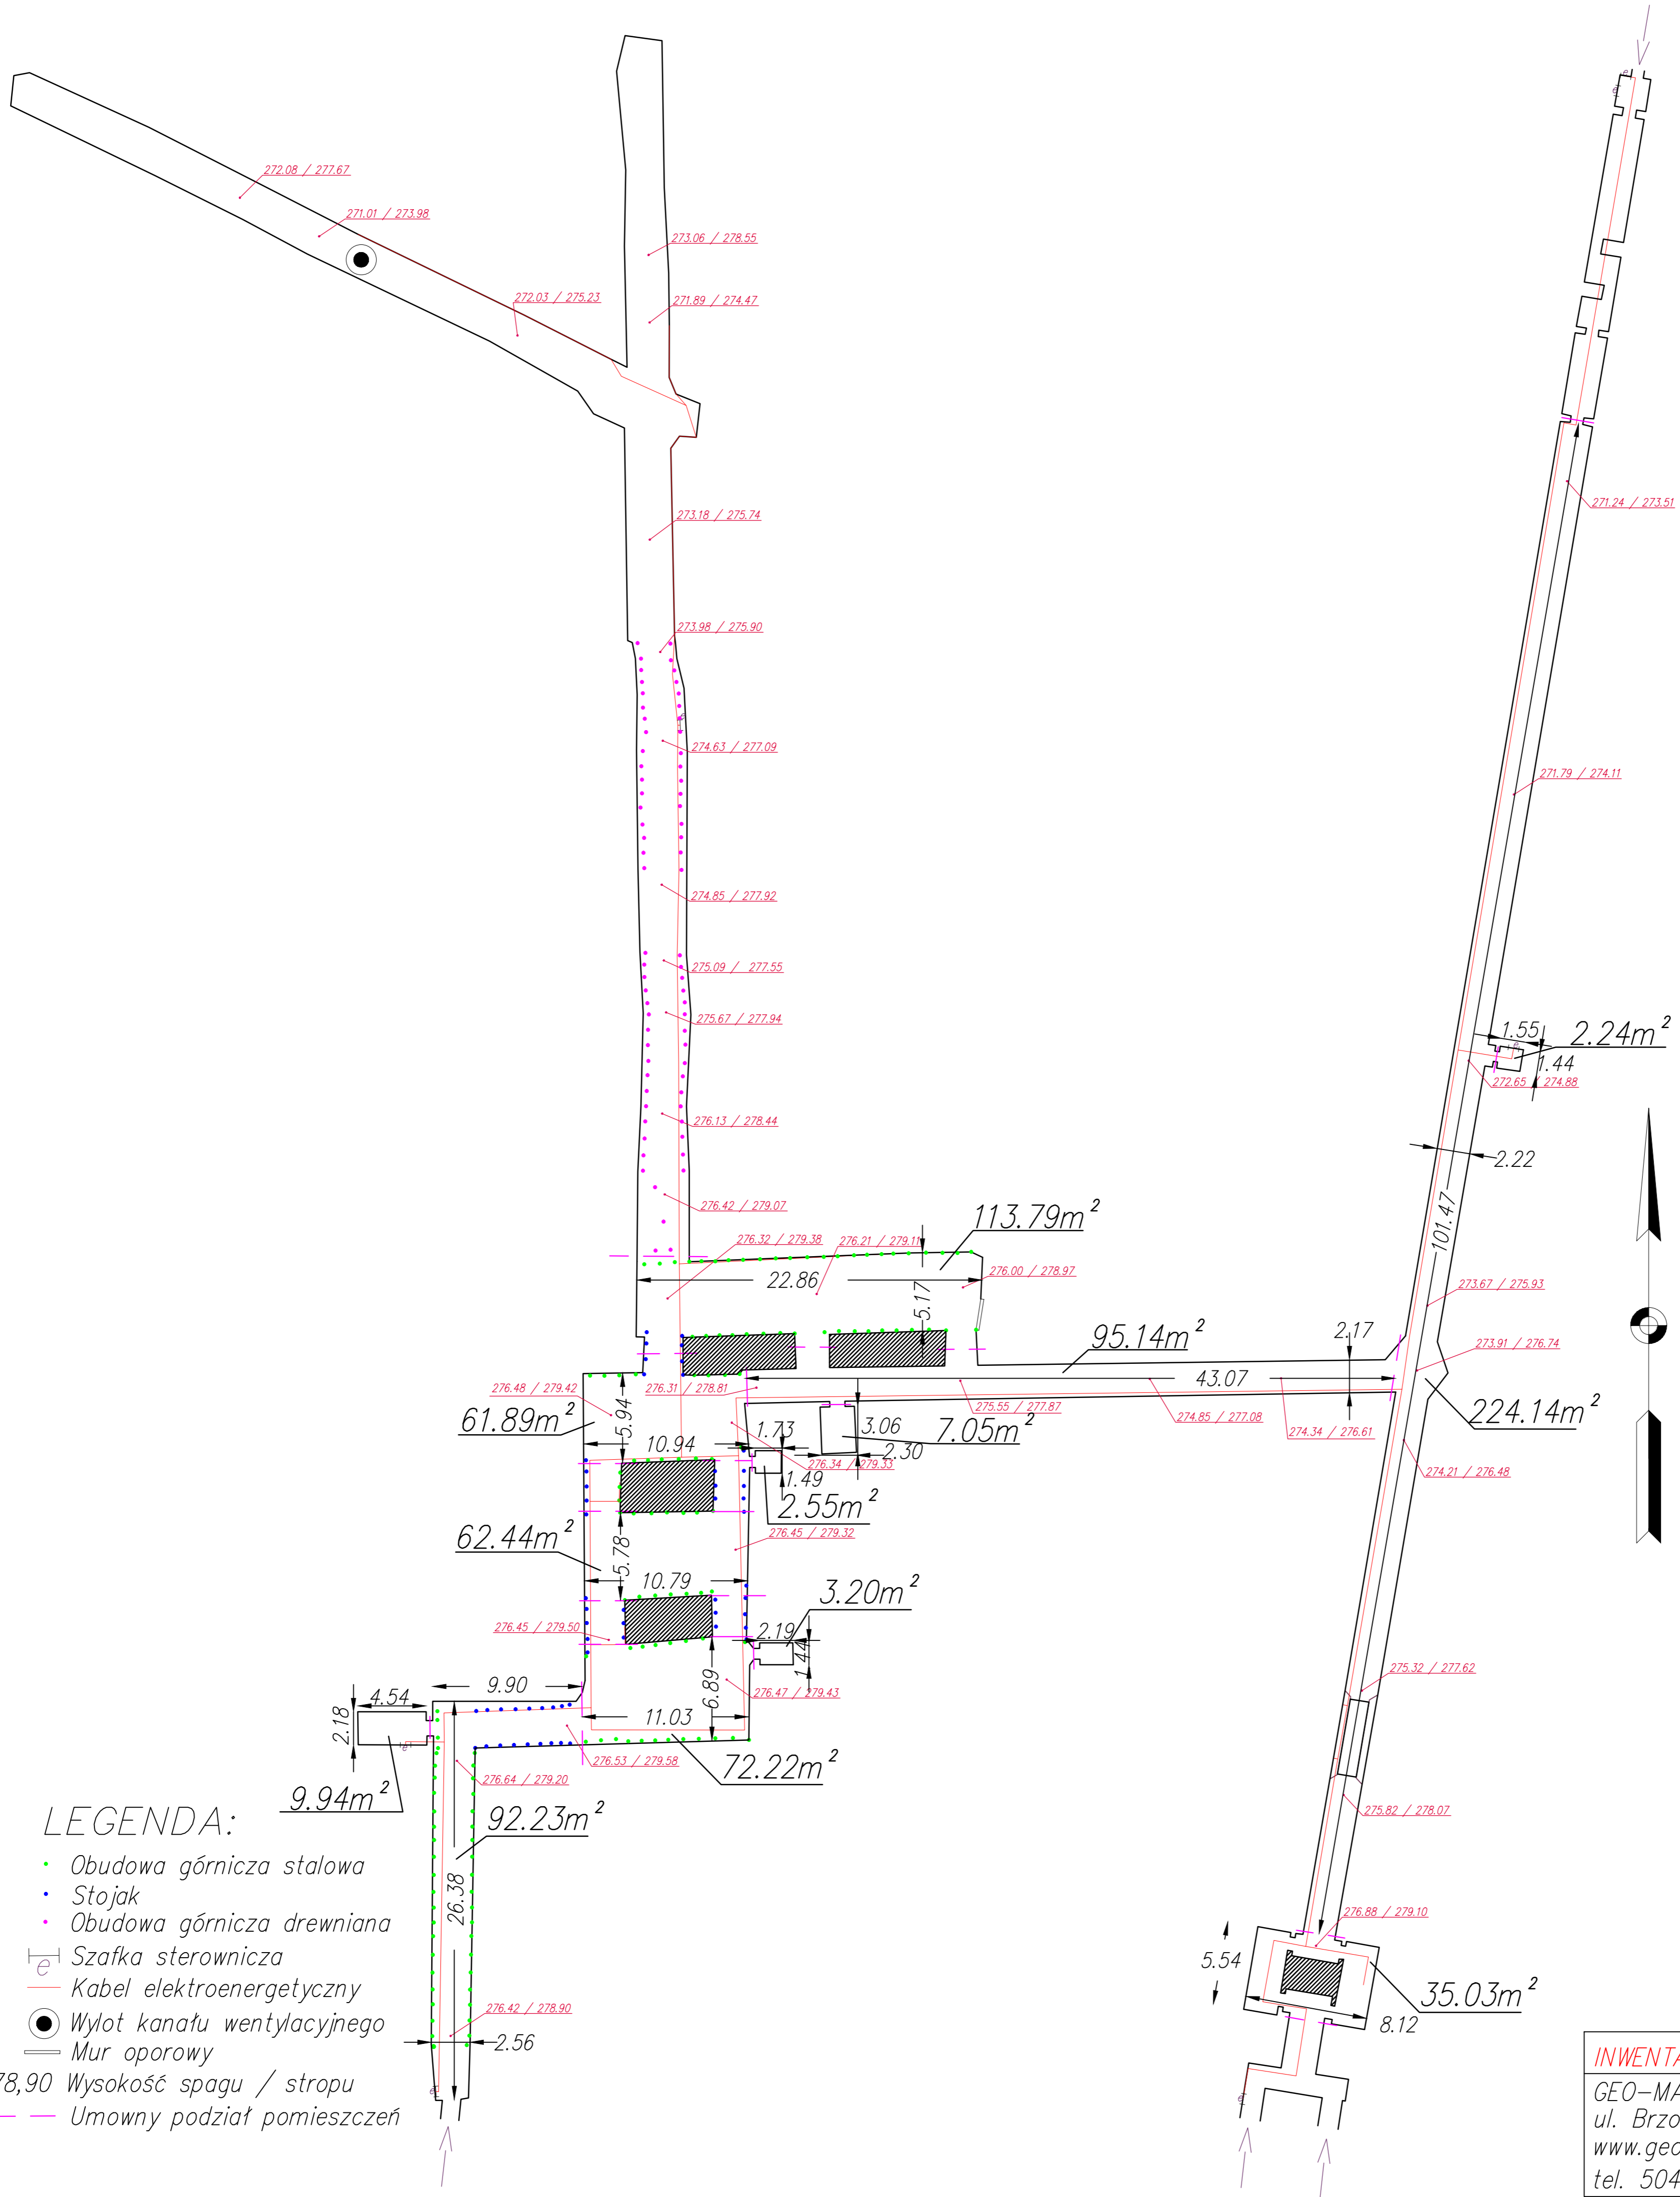 272.08 / 277.67
271.01 / 273.98
272.03 / 275.23
273.06 / 278.55
271.89 / 274.47
273.18 / 275.74
273.98 / 275.90
274.63 / 277.09
274.85 / 277.92
275.09 / 277.55
275.67 / 277.94
276.13 / 278.44
276.42 / 279.07
276.32 / 279.38
276.21 / 279.11
276.00 / 278.97
113.79m²
22.86
5.17
95.14m²
2.17
43.07
276.48 / 279.42
276.31 / 278.81
61.89m²
5.94
10.94
1.73
1.49
2.55m²
3.06
2.30
7.05m²
276.34 / 279.33
275.55 / 277.87
274.85 / 277.08
274.34 / 276.61
62.44m²
5.78
10.79
276.45 / 279.32
3.20m²
2.19
1.44
276.45 / 279.50
6.89
276.47 / 279.43
11.03
72.22m²
9.90
4.54
2.18
9.94m²
276.53 / 279.58
276.64 / 279.20
92.23m²
26.38
276.42 / 278.90
2.56
e
e
271.24 / 273.51
271.79 / 274.11
1.55
2.24m²
1.44
e
272.65 / 274.88
2.22
101.47
273.67 / 275.93
273.91 / 276.74
224.14m²
274.21 / 276.48
275.32 / 277.62
275.82 / 278.07
276.88 / 279.10
5.54
35.03m²
8.12
e
e
e
e
e
LEGENDA:
Obudowa górnicza stalowa
Stojak
Obudowa górnicza drewniana
e Szafka sterownicza
Kabel elektroenergetyczny
Wylot kanału wentylacyjnego
Mur oporowy
78,90 Wysokość spagu / stropu
Umowny podział pomieszczeń
INWENTA
GEO-MA
ul. Brzo
www.geo
tel. 504